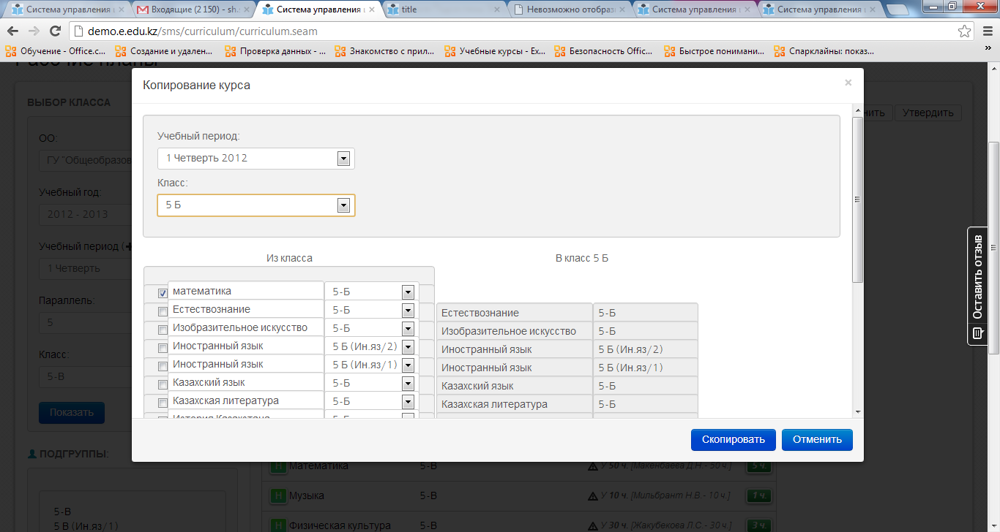 Система управления ш
Входящие (2 150) - sh.s
Система управления ш
title
Невозможно отобрази
Система управления ш
Система управления ш
demo.e.edu.kz/sms/curriculum/curriculum.seam
Обучение - Office.c...
Создание и удален...
Проверка данных - ...
Знакомство с прил...
Учебные курсы - Ex...
Безопасность Offic...
Быстрое понимани...
Спарклайны: показ...
»
Рабочие планы
ВЫБОР КЛАССА
ОО:
ГУ "Общеобразов
Учебный год:
2012 - 2013
Учебный период (
1 Четверть
Параллель:
5
Класс:
5-В
Показать
ПОДГРУППЫ:
5-В
5 В (Ин.яз/1)
нить
Утвердить
Копирование курса
×
Учебный период:
1 Четверть 2012
Класс:
5 Б
Из класса
В класс 5 Б
математика 5-Б
Естествознание 5-Б Естествознание 5-Б
Изобразительное искусство 5-Б Изобразительное искусство 5-Б
Иностранный язык 5 Б (Ин.яз/2) Иностранный язык 5 Б (Ин.яз/2)
Иностранный язык 5 Б (Ин.яз/1) Иностранный язык 5 Б (Ин.яз/1)
Казахский язык 5-Б Казахский язык 5-Б
Казахская литература 5-Б Казахская литература 5-Б
История Казахстана 5-Б
Скопировать
Отменить
Н Математика 5-В У 50 ч. [Макенбаева Д.Н.- 50 ч.] 5 ч.
Н Музыка 5-В У 10 ч. [Мильбрант Н.В.- 10 ч.] 1 ч.
Н Физическая культура 5-В У 30 ч. [Жакубекова Л.С.- 30 ч.] 3 ч.
Оставить отзыв